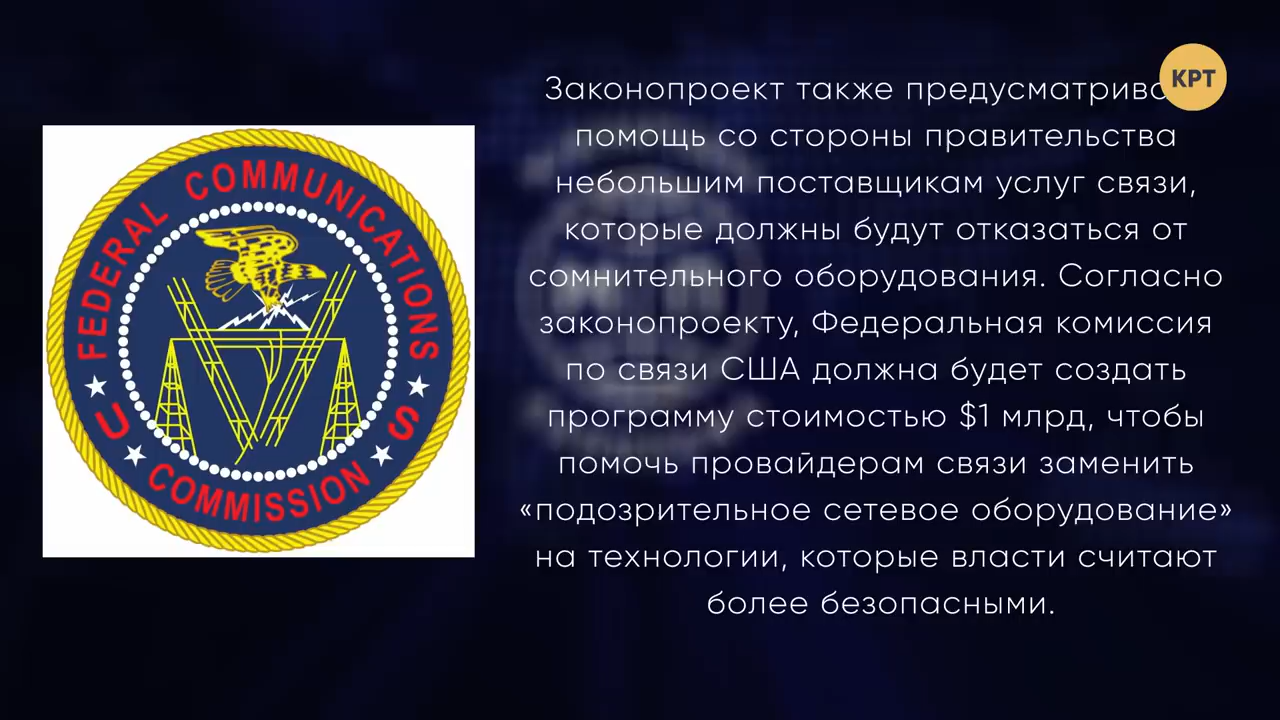 КРТ
Законопроект также предусматрива
помощь со стороны правительства
небольшим поставщикам услуг связи,
которые должны будут отказаться от
сомнительного оборудования. Согласно
законопроекту, Федеральная комиссия
по связи США должна будет создать
программу стоимостью $1 млрд, чтобы
помочь провайдерам связи заменить
«подозрительное сетевое оборудование»
на технологии, которые власти считают
более безопасными.
FEDERAL COMMUNICATIONS
U S
COMMISSION